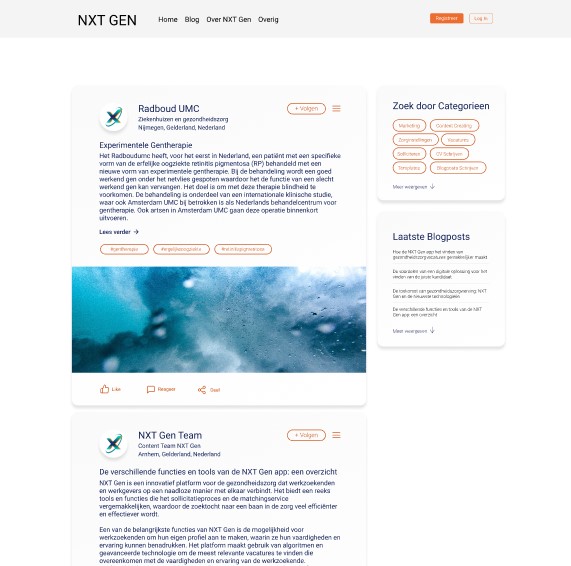 NXT GEN
Home Blog Over NXT Gen Overig
Registreer Log In
Radboud UMC
+ Volgen
Ziekenhuizen en gezondheidszorg
Nijmegen, Gelderland, Nederland
Experimentele Gentherapie
Het Radboudumc heeft, voor het eerst in Nederland, een patiënt met een specifieke
vorm van de erfelijke oogziekte retinitis pigmentosa (RP) behandeld met een
nieuwe vorm van experimentele gentherapie. Bij de behandeling wordt een goed
werkend gen onder het netvlies gespoten waardoor het de functie van een slecht
werkend gen kan vervangen. Het doel is om met deze therapie blindheid te
voorkomen. De behandeling is onderdeel van een internationale klinische studie,
waar ook Amsterdam UMC bij betrokken is als Nederlands behandelcentrum voor
gentherapie. Ook artsen in Amsterdam UMC gaan deze operatie binnenkort
uitvoeren.
Lees verder →
#gentherapie
Like Reageer Deel
Zoek door Categorieen
Marketing Content Creating
Zorginstellingen Vacatures
Solliciteren CV Schrijven
Templates Blogposts Schrijven
Meer weergeven ↓
Laatste Blogposts
Hoe de NXT Gen app het vinden van
gezondheidszorg vacatures gemakkelijker maakt
De voordelen van een digitale oplossing voor het
vinden van de juiste kandidaat
De toekomst van gezondheidszorgwerving: NXT
Gen en de nieuwste technologieën
De verschillende functies en tools van de NXT
Gen app: een overzicht
Meer weergeven ↓
NXT Gen Team
+ Volgen
Content Team NXT Gen
Arnhem, Gelderland, Nederland
De verschillende functies en tools van de NXT Gen app: een overzicht
NXT Gen is een innovatief platform voor de gezondheidszorg dat werkzoekenden
en werkgevers op een naadloze manier met elkaar verbindt. Het biedt een reeks
tools en functies die het sollicitatieproces en de matchingservice
vergemakkelijken, waardoor de zoektocht naar een baan in de zorg veel efficiënter
en effectiever wordt.
Een van de belangrijkste functies van NXT Gen is de mogelijkheid voor
werkzoekenden om hun eigen profiel aan te maken, waarin ze hun vaardigheden en
ervaring kunnen benadrukken. Het platform maakt gebruik van algoritmen en
geavanceerde technologie om de meest relevante vacatures te vinden die
overeenkomen met de vaardigheden en ervaring van de werkzoekende.